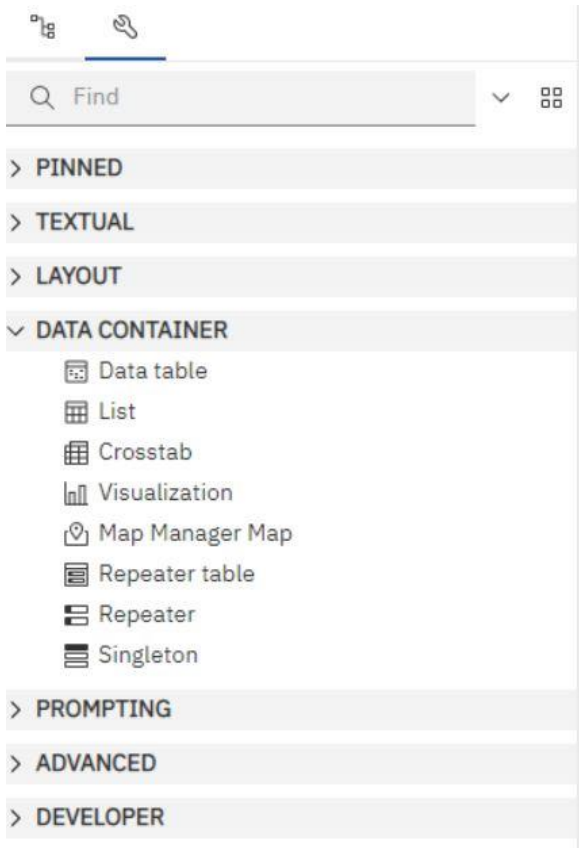 Find
PINNED
TEXTUAL
LAYOUT
DATA CONTAINER
Data table
List
Crosstab
Visualization
Map Manager Map
Repeater table
Repeater
Singleton
PROMPTING
ADVANCED
DEVELOPER